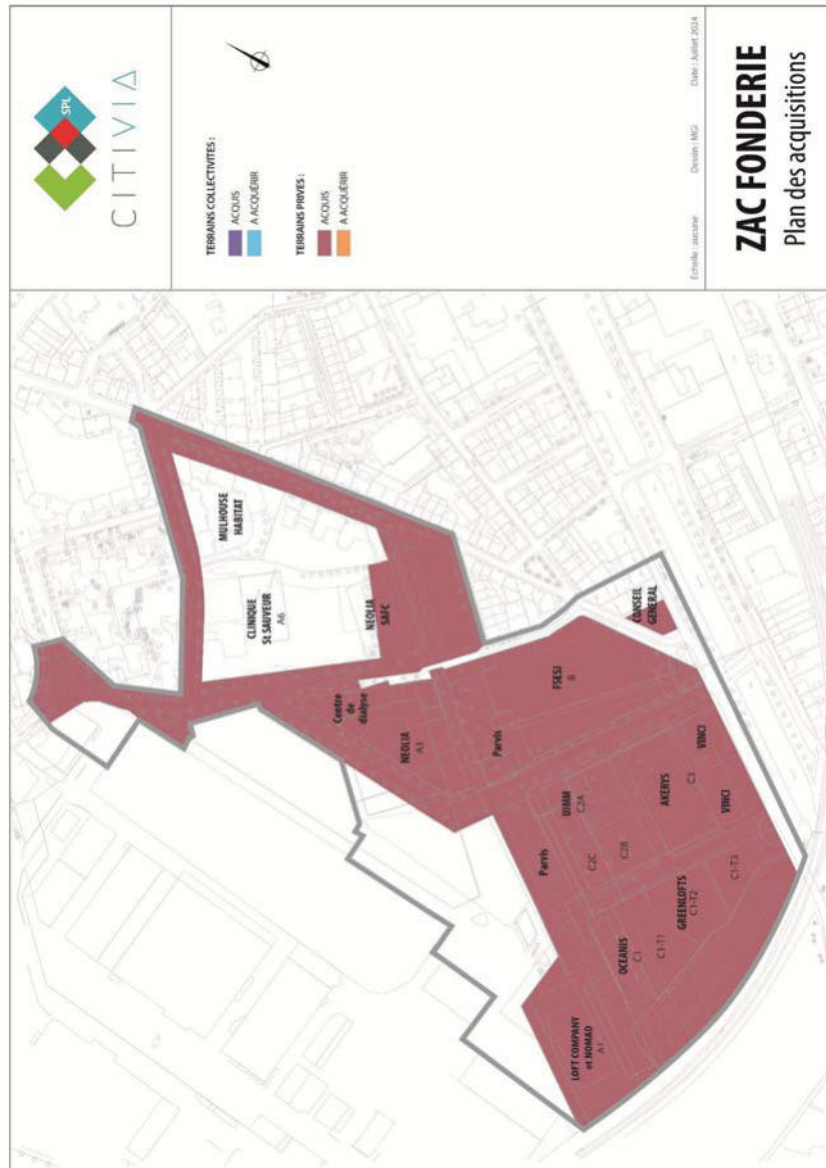 SPL
CITIVIA
TERRAINS COLLECTIVITES :
ACQUIS
A ACQUÉRIR
TERRAINS PRIVES :
ACQUIS
A ACQUÉRIR
Echelle : aucune
Dessin : MGI
Date : Juillet 2024
ZAC FONDERIE
Plan des acquisitions
MULHOUSE
HABITAT
CLINIQUE
St SAUVEUR
A6
NEOLIA
SAFC
Centre
de
dialyse
NEOLIA
A3
Parvis
FSESJ
B
CONSEIL
GENERAL
Parvis
UIMM
C2A
C2C
C2B
AKERYS
C3
VINCI
VINCI
OCEANIS
C1
C1-T1
GREENLOFTS
C1-T2
C1-T3
LOFT COMPANY
et NOMAD
A1